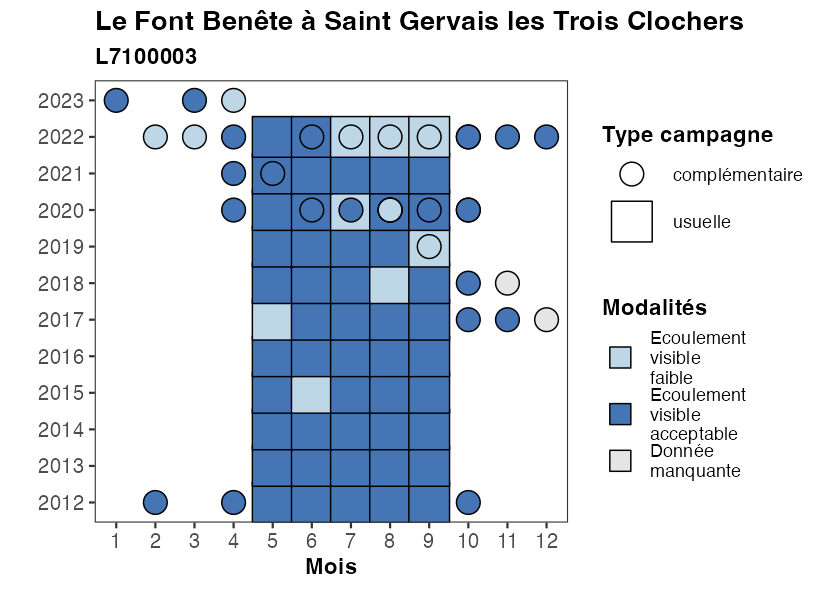 Le Font Benête à Saint Gervais les Trois Clochers
L7100003
2023
2022
2021
2020
2019
2018
2017
2016
2015
2014
2013
2012
1 2 3 4 5 6 7 8 9 10 11 12
Mois
Type campagne
complémentaire
usuelle
Modalités
Ecoulement
visible
faible
Ecoulement
visible
acceptable
Donnée
manquante